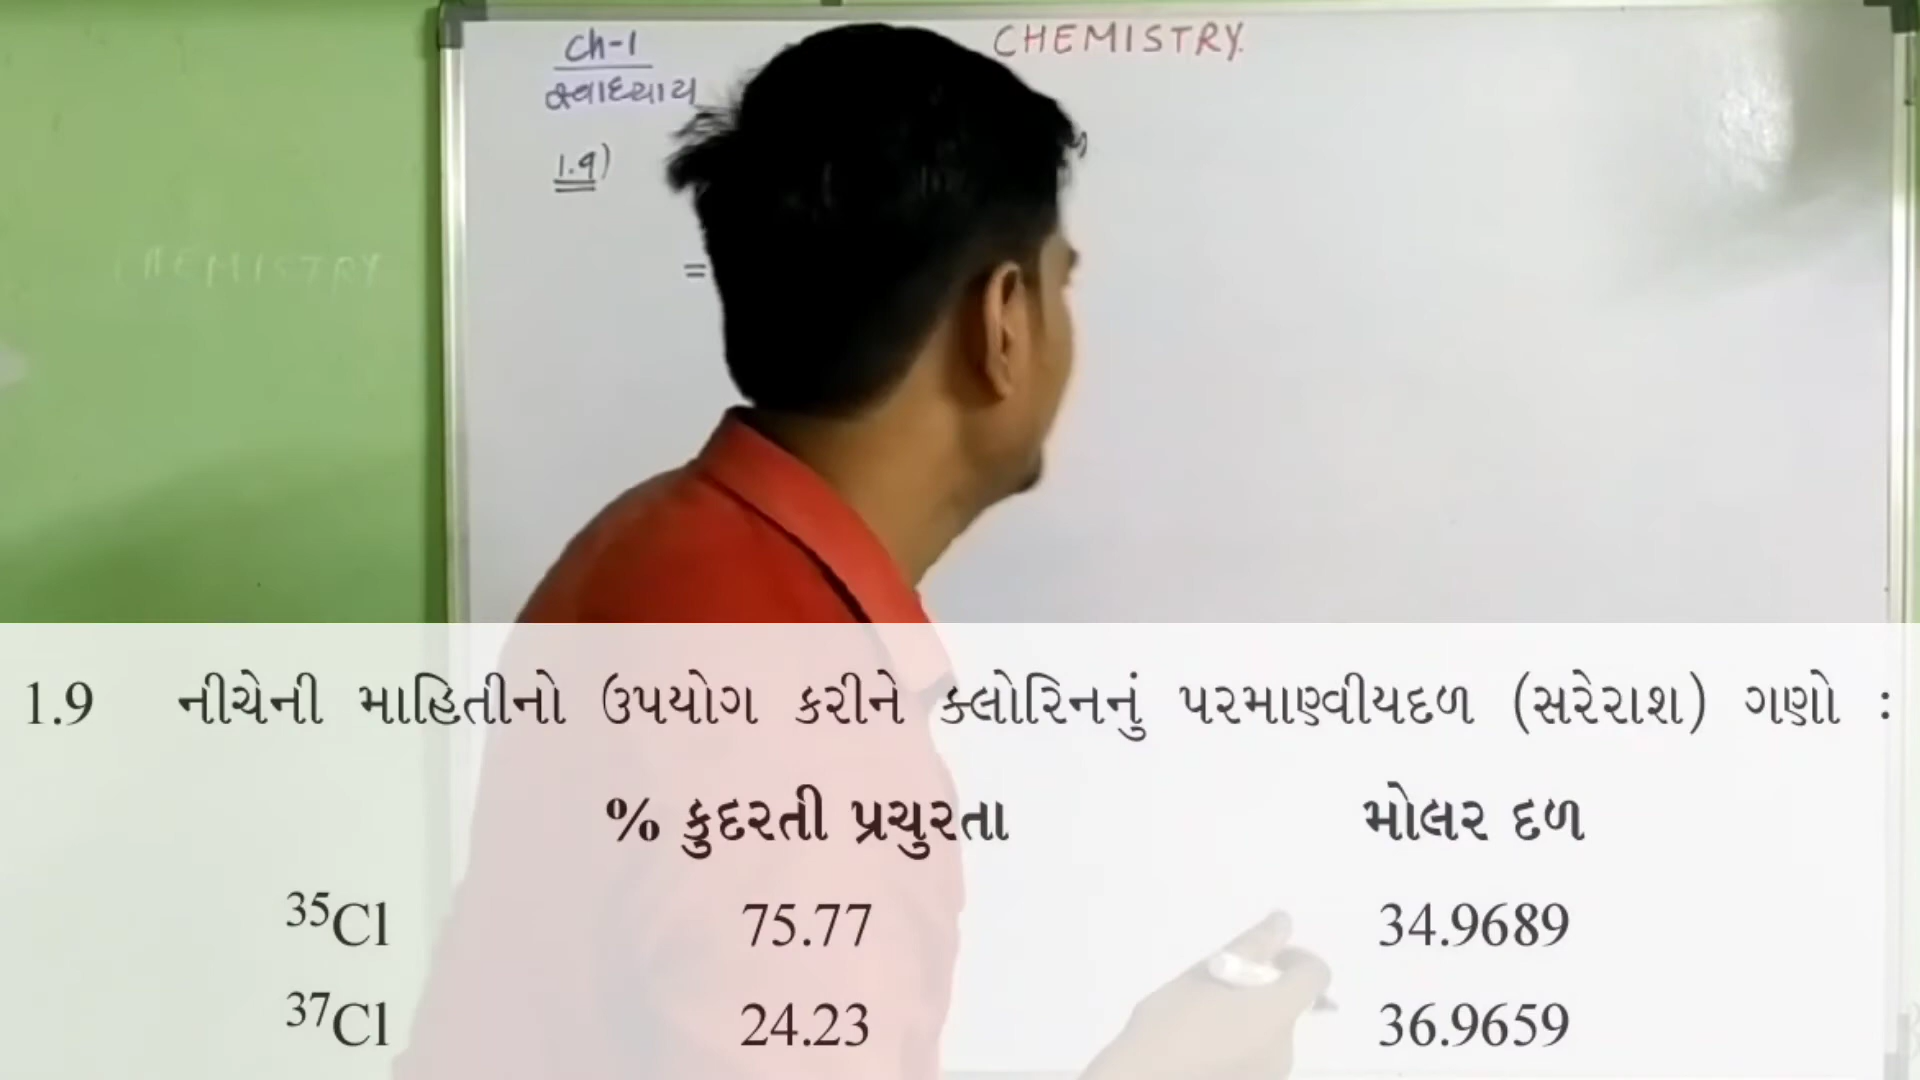 CHEMISTRY.
Ch-1
સ્વાધ્યાય
1.9)
=
CHEMISTRY
1.9 નીચેની માહિતીનો ઉપયોગ કરીને ક્લોરિનનું પરમાણ્વીયદળ (સરેરાશ) ગણો :
% કુદરતી પ્રચુરતા મોલર દળ
35Cl 75.77 34.9689
37Cl 24.23 36.9659